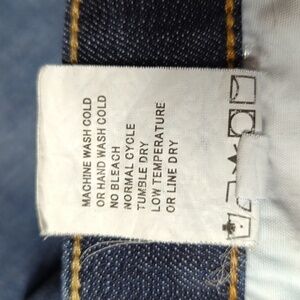 MACHINE WASH COLD
OR HAND WASH COLD
NO BLEACH
NORMAL CYCLE
TUMBLE DRY
LOW TEMPERATURE
OR LINE DRY